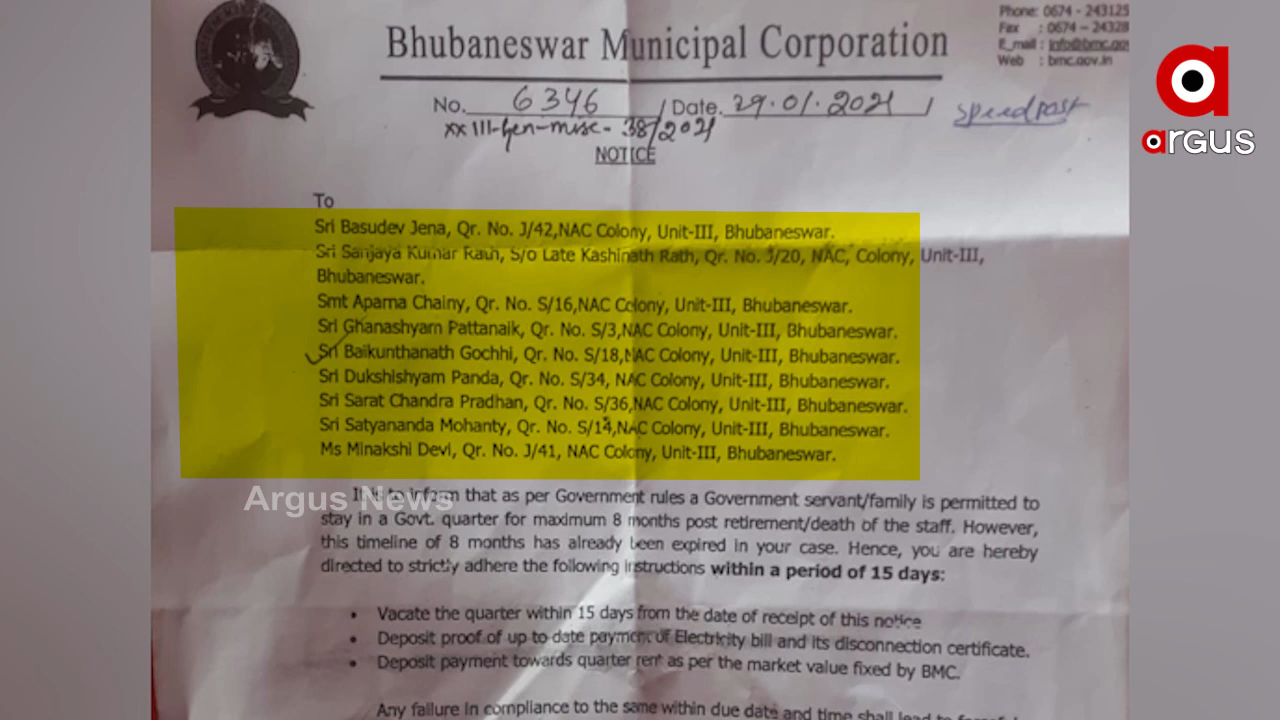 Bhubaneswar Municipal Corporation
Phone: 0674 - 243125
Fax : 0674 - 24328
E_mail : info@bmc.gov
Web : bmc.gov.in
No. 6346 / Date. 29.01.2021 / speed post
xxIII-Gen-misc- 38/2021
NOTICE
argus
To
Sri Basudev Jena, Qr. No. J/42,NAC Colony, Unit-III, Bhubaneswar.
Sri Sanjaya Kumar Rath, S/o Late Kashinath Rath, Qr. No. J/20, NAC, Colony, Unit-III,
Bhubaneswar.
Smt Aparna Chainy, Qr. No. S/16,NAC Colony, Unit-III, Bhubaneswar.
Sri Ghanashyam Pattanaik, Qr. No. S/3,NAC Colony, Unit-III, Bhubaneswar.
Sri Baikunthanath Gochhi, Qr. No. S/18,NAC Colony, Unit-III, Bhubaneswar.
Sri Dukshishyam Panda, Qr. No. S/34, NAC Colony, Unit-III, Bhubaneswar.
Sri Sarat Chandra Pradhan, Qr. No. S/36,NAC Colony, Unit-III, Bhubaneswar.
Sri Satyananda Mohanty, Qr. No. S/14,NAC Colony, Unit-III, Bhubaneswar.
Ms Minakshi Devi, Qr. No. J/41, NAC Colony, Unit-III, Bhubaneswar.
Argus News
It is to inform that as per Government rules a Government servant/family is permitted to
stay in a Govt. quarter for maximum 8 months post retirement/death of the staff. However,
this timeline of 8 months has already been expired in your case. Hence, you are hereby
directed to strictly adhere the following instructions within a period of 15 days:
• Vacate the quarter within 15 days from the date of receipt of this notice
• Deposit proof of up to date payment of Electricity bill and its disconnection certificate.
• Deposit payment towards quarter rent as per the market value fixed by BMC.
Any failure in compliance to the same within due date and time shall lead to